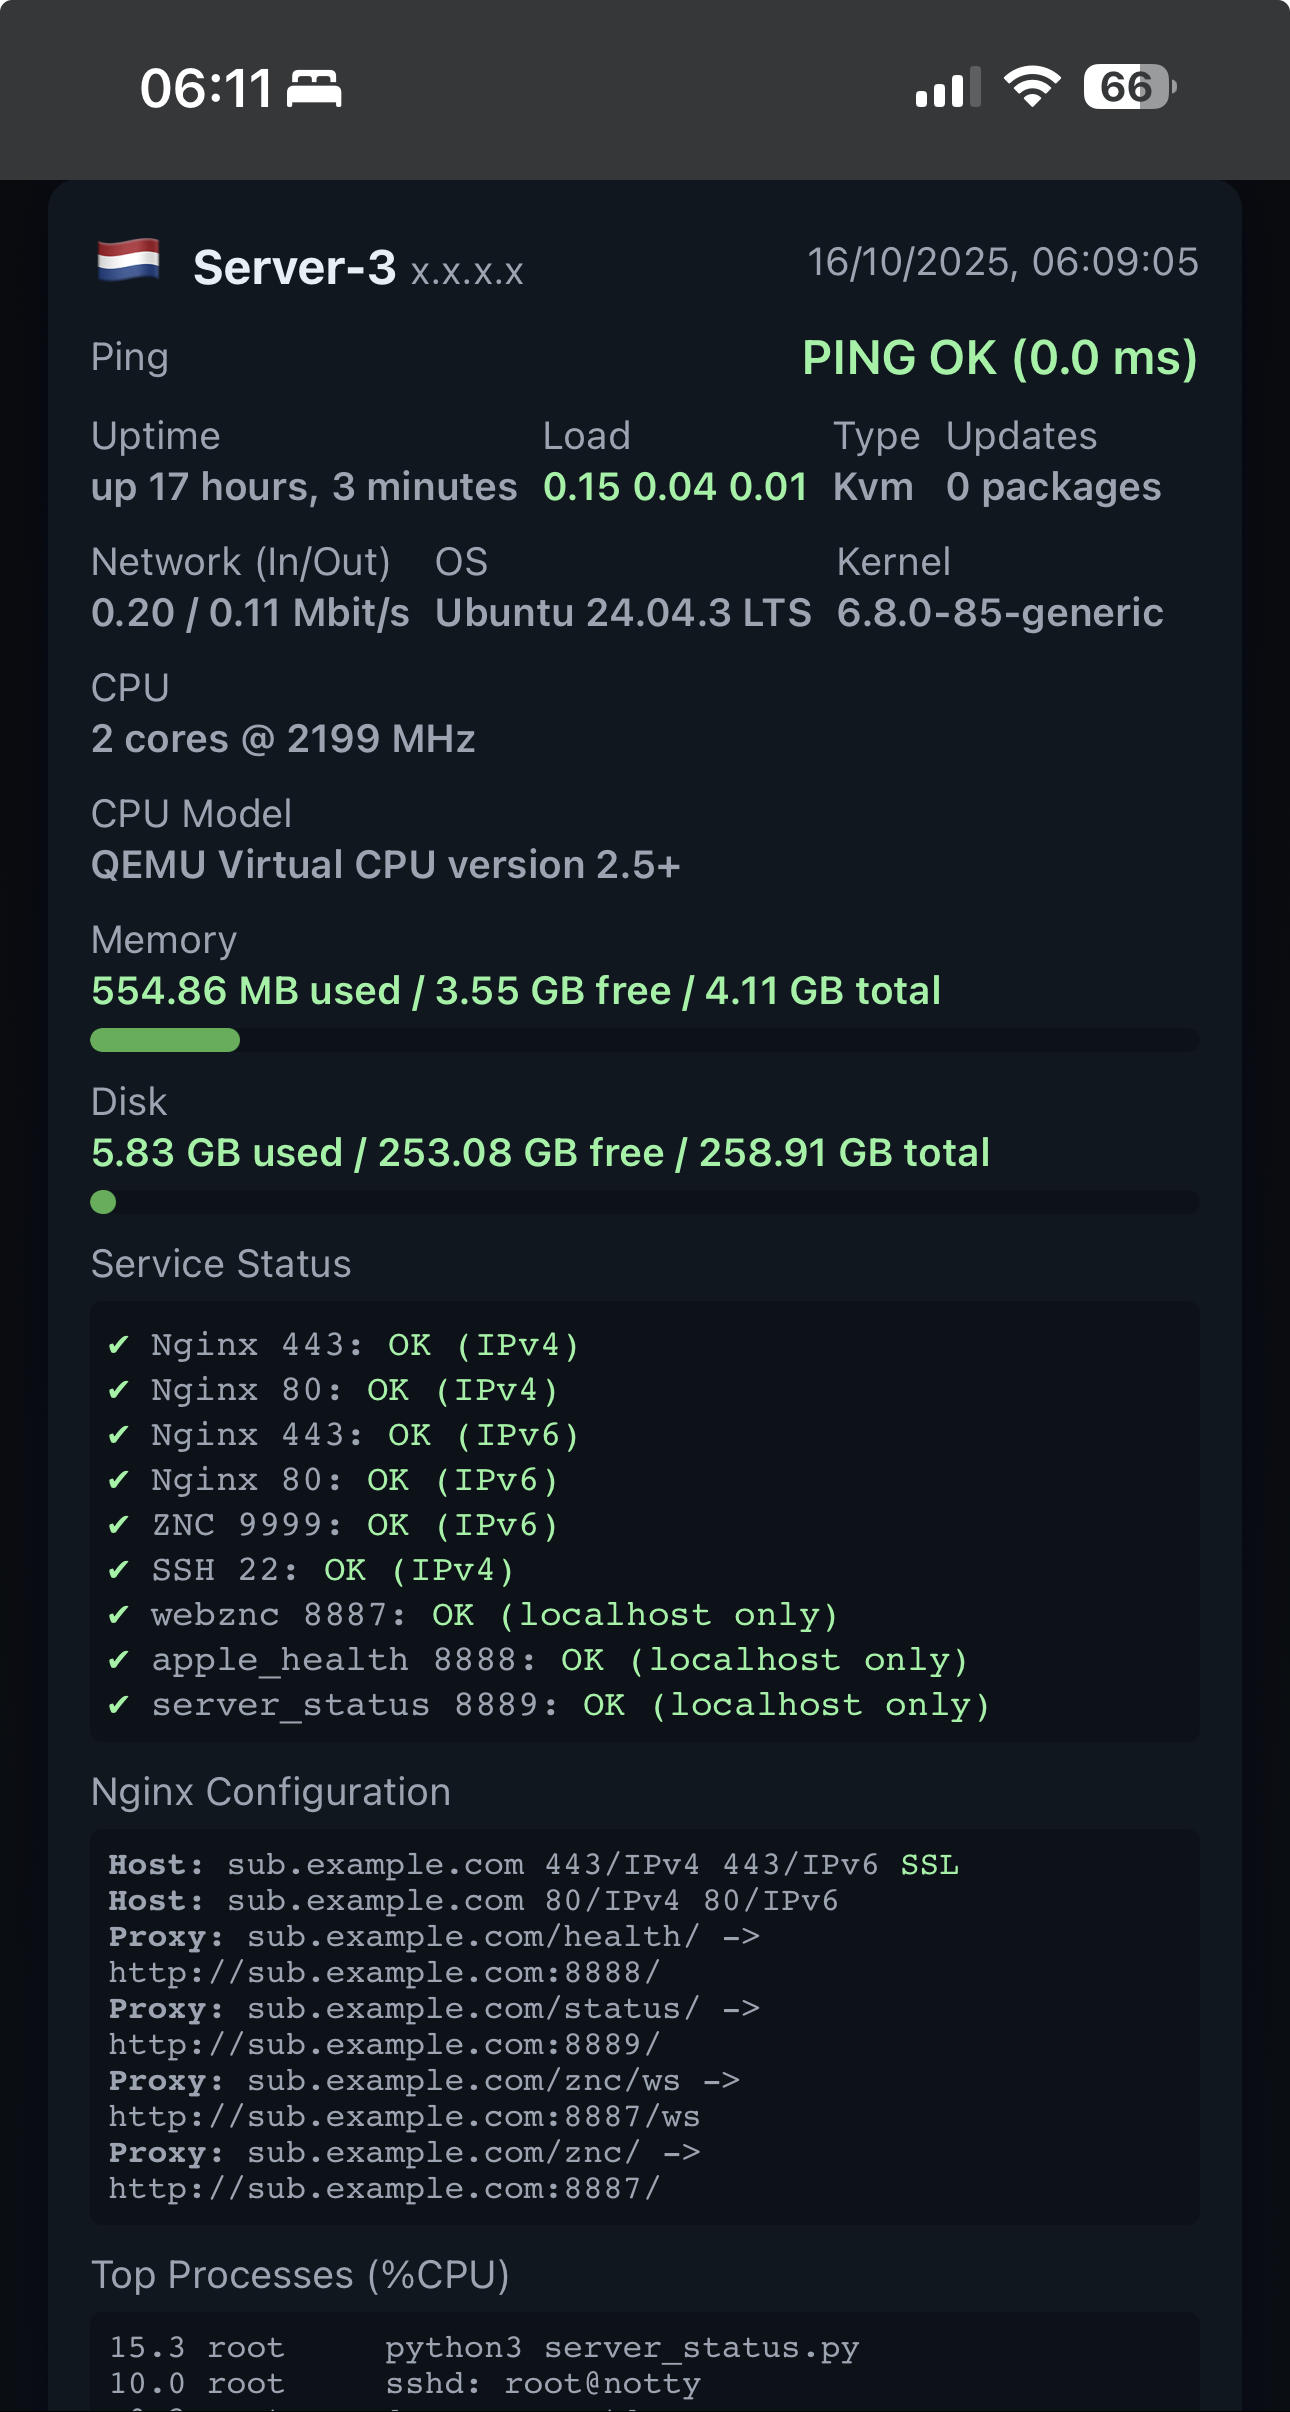 06:11
66
Server-3 x.x.x.x
16/10/2025, 06:09:05
Ping
PING OK (0.0 ms)
Uptime Load Type Updates
up 17 hours, 3 minutes 0.15 0.04 0.01 Kvm 0 packages
Network (In/Out) OS Kernel
0.20 / 0.11 Mbit/s Ubuntu 24.04.3 LTS 6.8.0-85-generic
CPU
2 cores @ 2199 MHz
CPU Model
QEMU Virtual CPU version 2.5+
Memory
554.86 MB used / 3.55 GB free / 4.11 GB total
Disk
5.83 GB used / 253.08 GB free / 258.91 GB total
Service Status
✔ Nginx 443: OK (IPv4)
✔ Nginx 80: OK (IPv4)
✔ Nginx 443: OK (IPv6)
✔ Nginx 80: OK (IPv6)
✔ ZNC 9999: OK (IPv6)
✔ SSH 22: OK (IPv4)
✔ webznc 8887: OK (localhost only)
✔ apple_health 8888: OK (localhost only)
✔ server_status 8889: OK (localhost only)
Nginx Configuration
Host: sub.example.com 443/IPv4 443/IPv6 SSL
Host: sub.example.com 80/IPv4 80/IPv6
Proxy: sub.example.com/health/ ->
http://sub.example.com:8888/
Proxy: sub.example.com/status/ ->
http://sub.example.com:8889/
Proxy: sub.example.com/znc/ws ->
http://sub.example.com:8887/ws
Proxy: sub.example.com/znc/ ->
http://sub.example.com:8887/
Top Processes (%CPU)
15.3 root python3 server_status.py
10.0 root sshd: root@notty